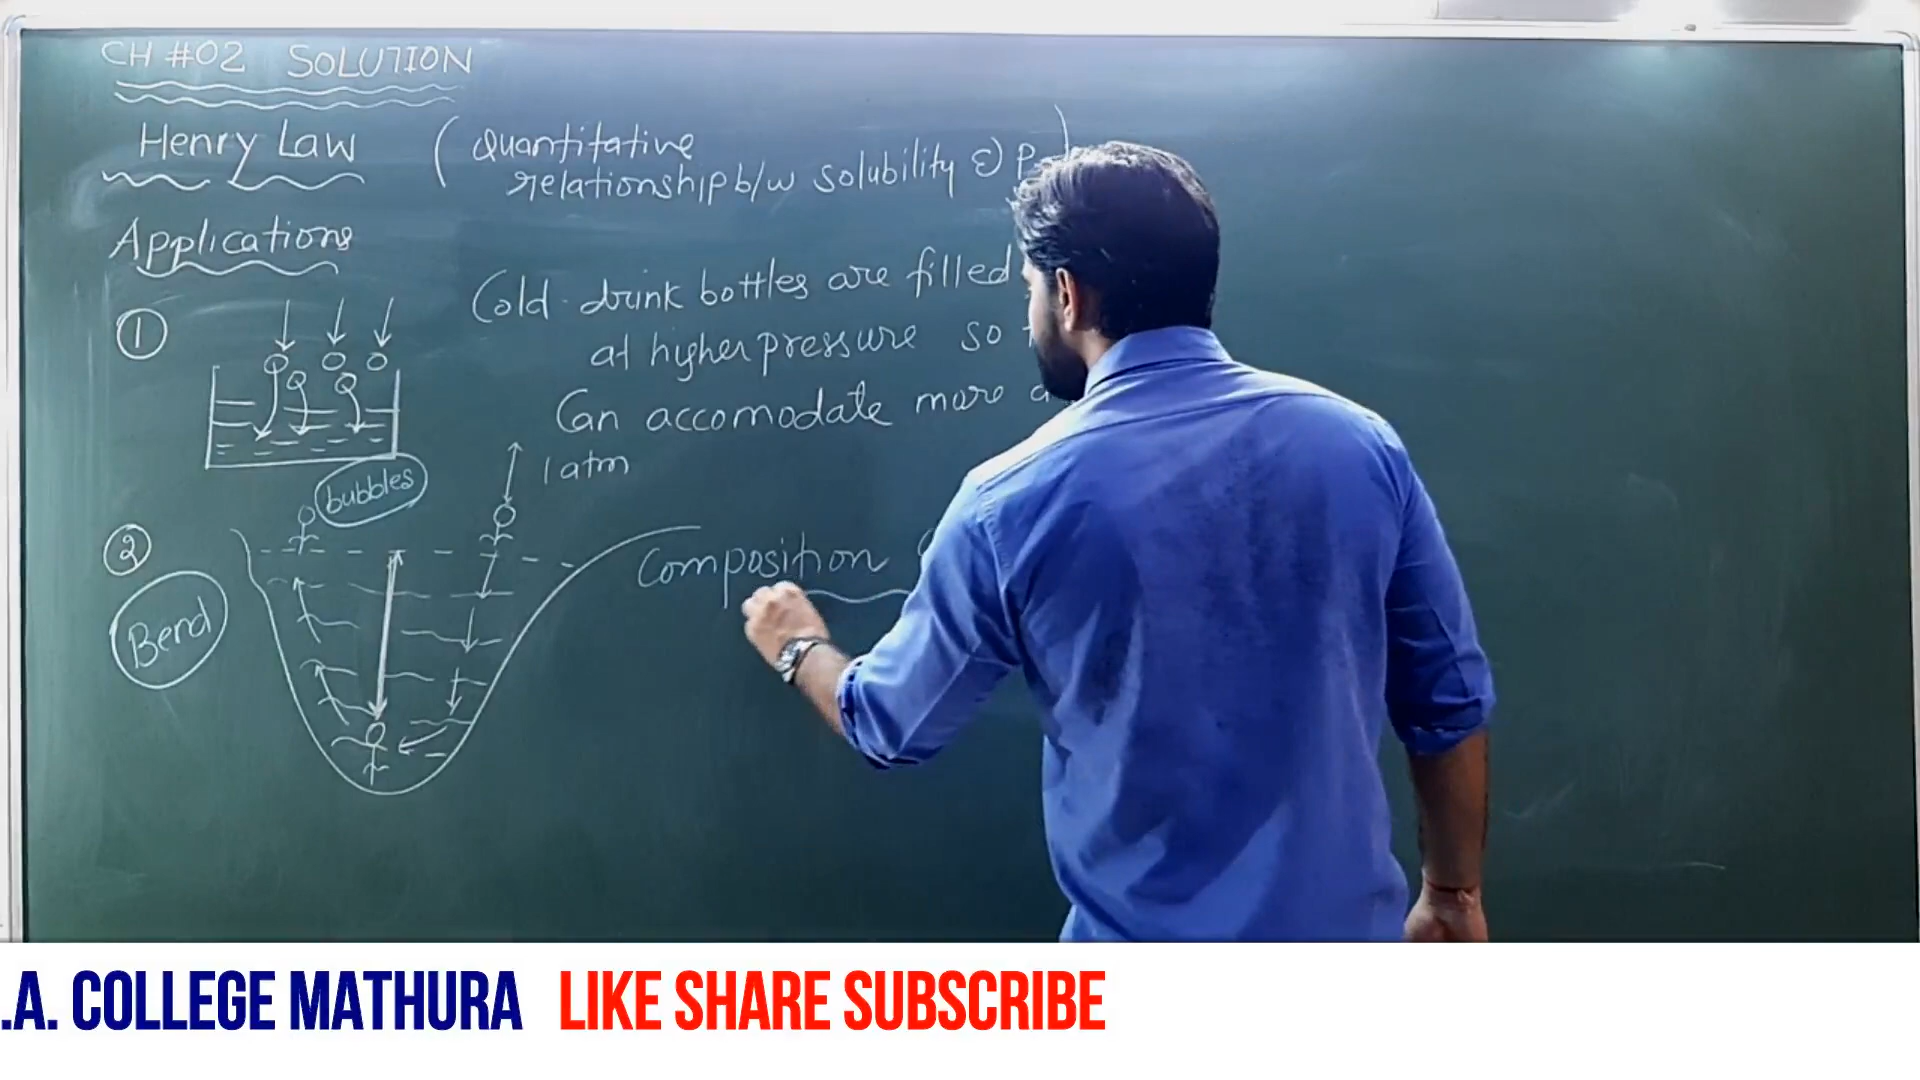 CH #02 SOLUTION
Henry Law
( Quantitative
relationship b/w solubility
Applications
①
Cold drink bottles are filled
at higher pressure so
Can accomodate more
bubbles
1 atm
②
Bend
Composition
.A. COLLEGE MATHURA LIKE SHARE SUBSCRIBE